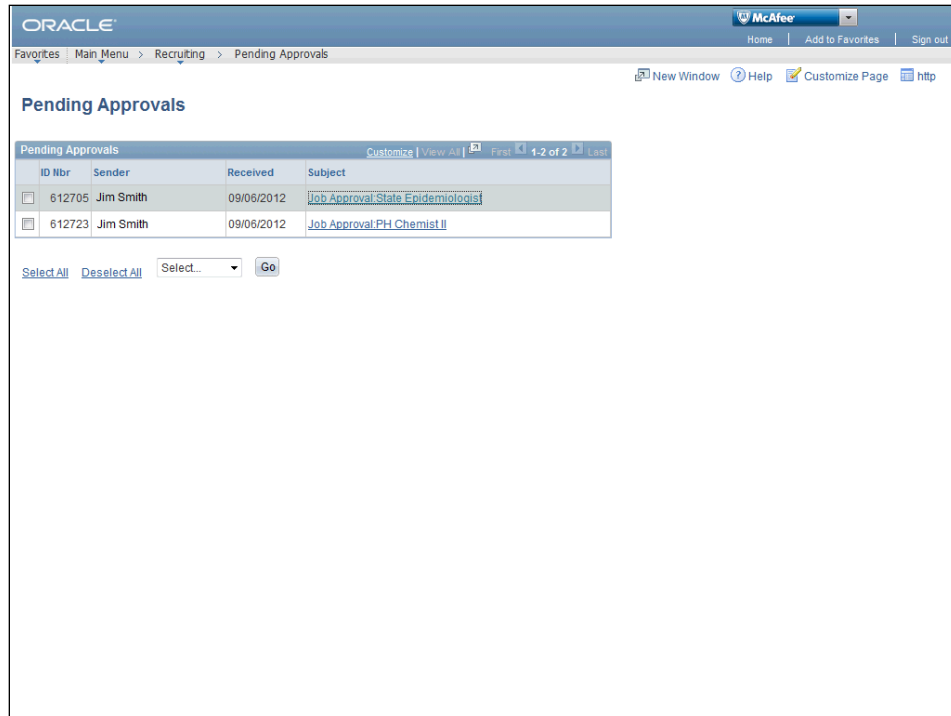 McAfee
ORACLE
Home | Add to Favorites | Sign out
Favorites | Main Menu > Recruiting > Pending Approvals
New Window Help Customize Page http
Pending Approvals
Pending Approvals Customize | View All | First 1-2 of 2 Last
ID Nbr Sender Received Subject
612705 Jim Smith 09/06/2012 Job Approval:State Epidemiologist
612723 Jim Smith 09/06/2012 Job Approval:PH Chemist II
Select All Deselect All Select... Go